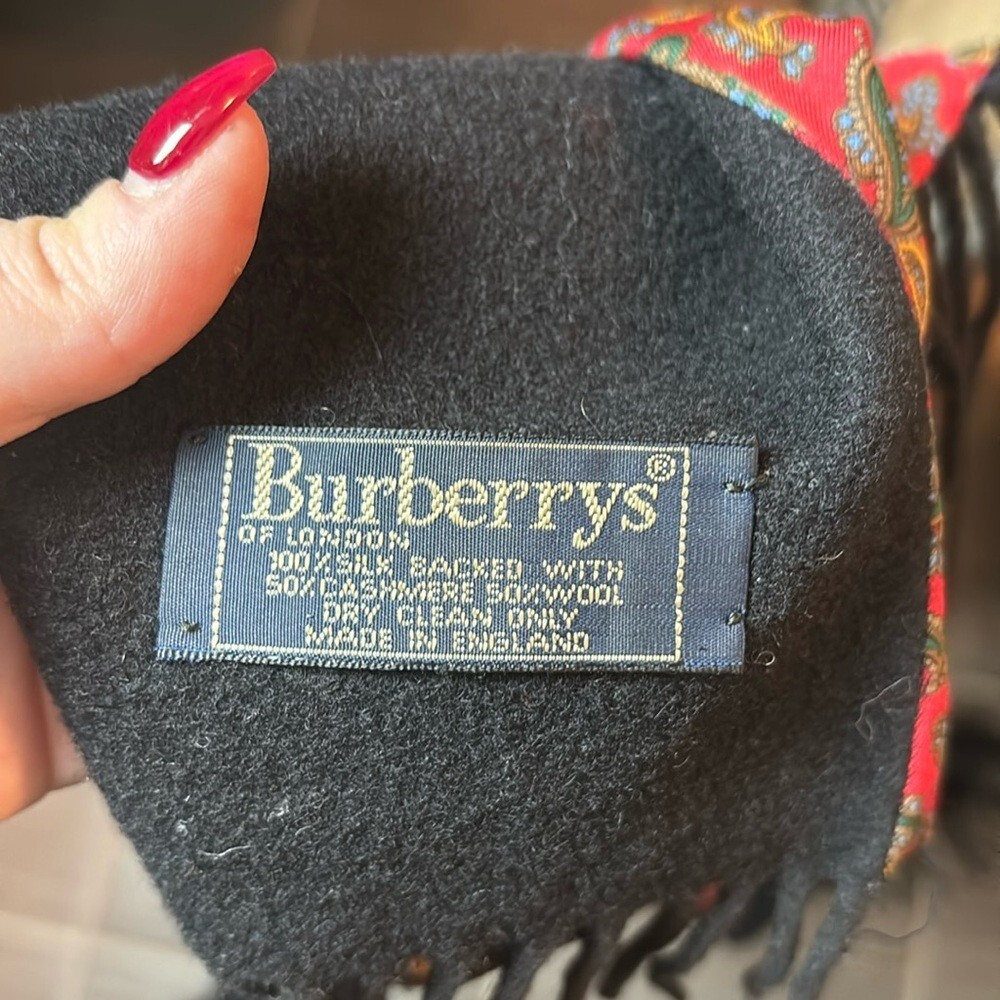 Burberrys®
OF LONDON
100% SILK BACKED WITH
50% CASHMERE 50% WOOL
DRY CLEAN ONLY
MADE IN ENGLAND